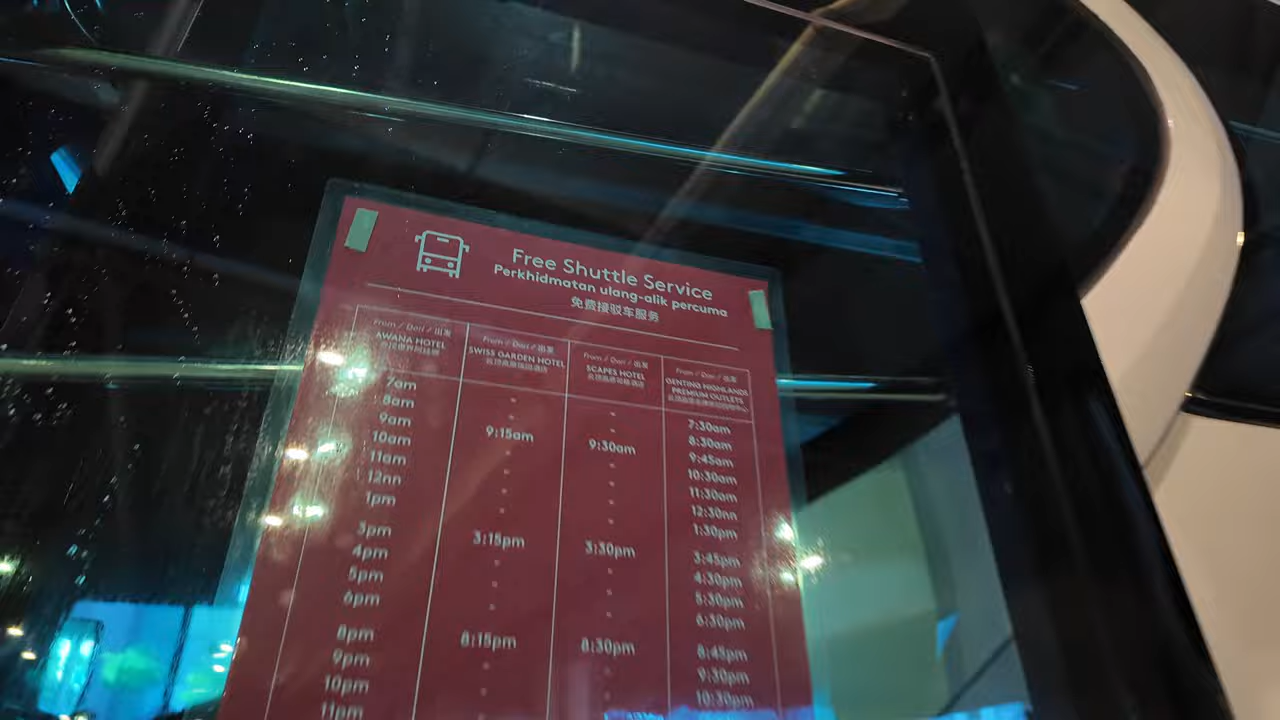 Free Shuttle Service
Perkhidmatan ulang-alik percuma
免费接驳车服务
From / Dari / 出发
AWANA HOTEL
From / Dari / 出发
SWISS GARDEN HOTEL
From / Dari / 出发
SCAPES HOTEL
From / Dari / 出发
GENTING HIGHLANDS
PREMIUM OUTLETS
7am - - 7:30am
8am - - 8:30am
9am 9:15am 9:30am 9:45am
10am - - 10:30am
11am - - 11:30am
12nn - - 12:30nn
1pm - - 1:30pm
3pm 3:15pm 3:30pm 3:45pm
4pm - - 4:30pm
5pm - - 5:30pm
6pm - - 6:30pm
8pm 8:15pm 8:30pm 8:45pm
9pm - - 9:30pm
10pm - - 10:30pm
11pm